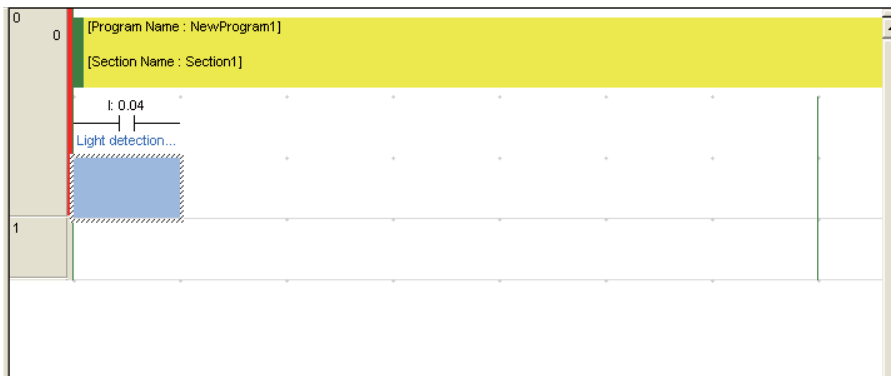 0
0
[Program Name : NewProgram1]
[Section Name : Section1]
I: 0.04
Light detection...
1